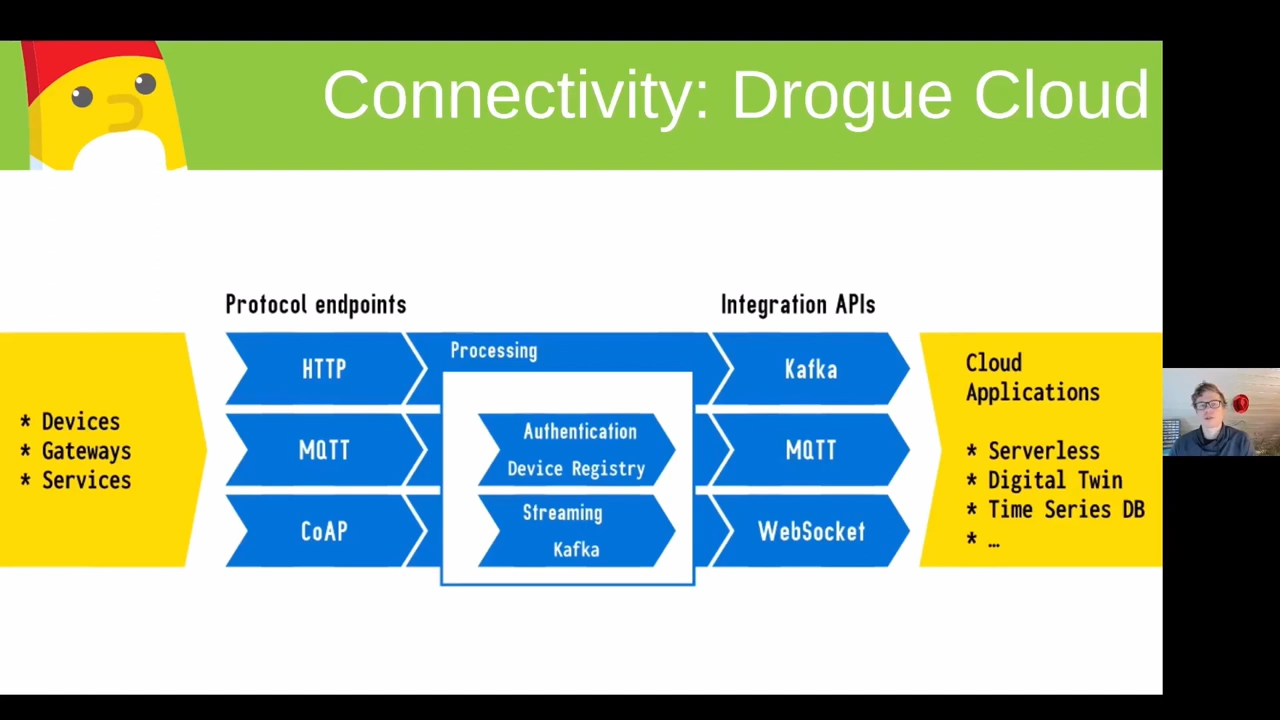 Connectivity: Drogue Cloud
Protocol endpoints
Integration APIs
* Devices
* Gateways
* Services
HTTP
MQTT
CoAP
Processing
Authentication
Device Registry
Streaming
Kafka
Kafka
MQTT
WebSocket
Cloud
Applications
* Serverless
* Digital Twin
* Time Series DB
* …